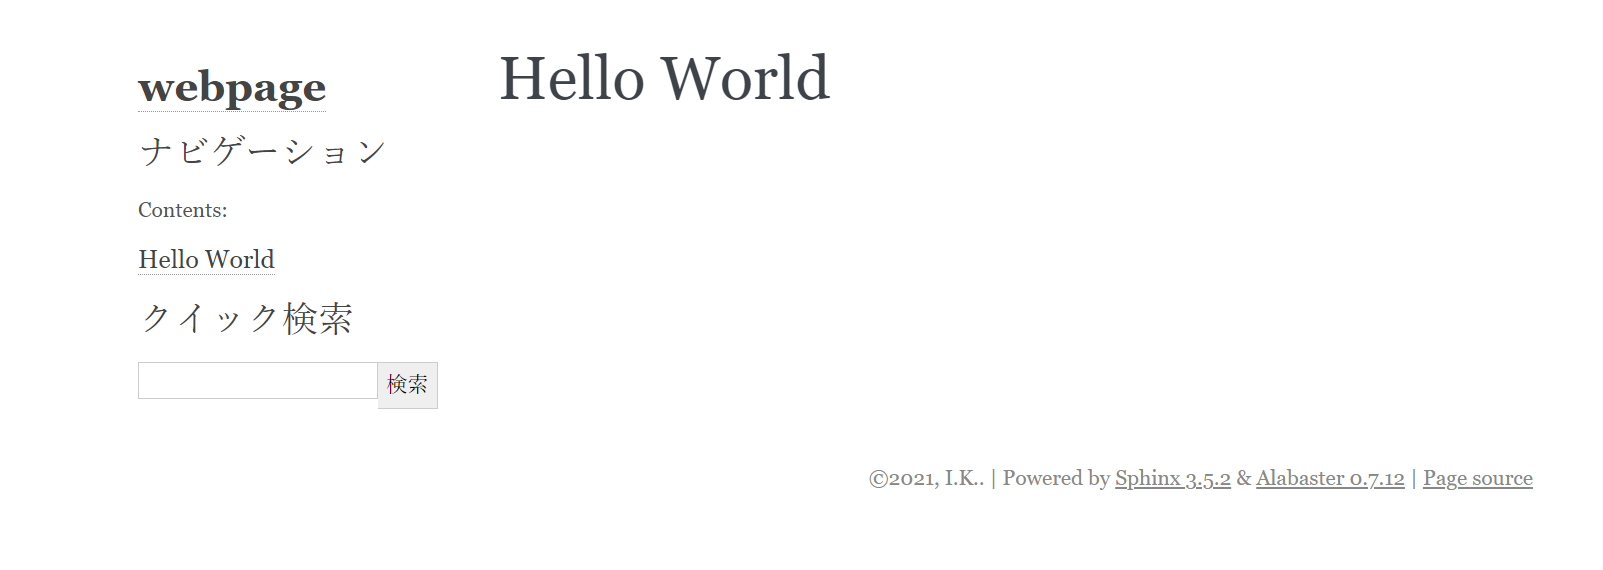 webpage
ナビゲーション
Contents:
Hello World
クイック検索
検索
Hello World
©2021, I.K.. | Powered by Sphinx 3.5.2 & Alabaster 0.7.12 | Page source